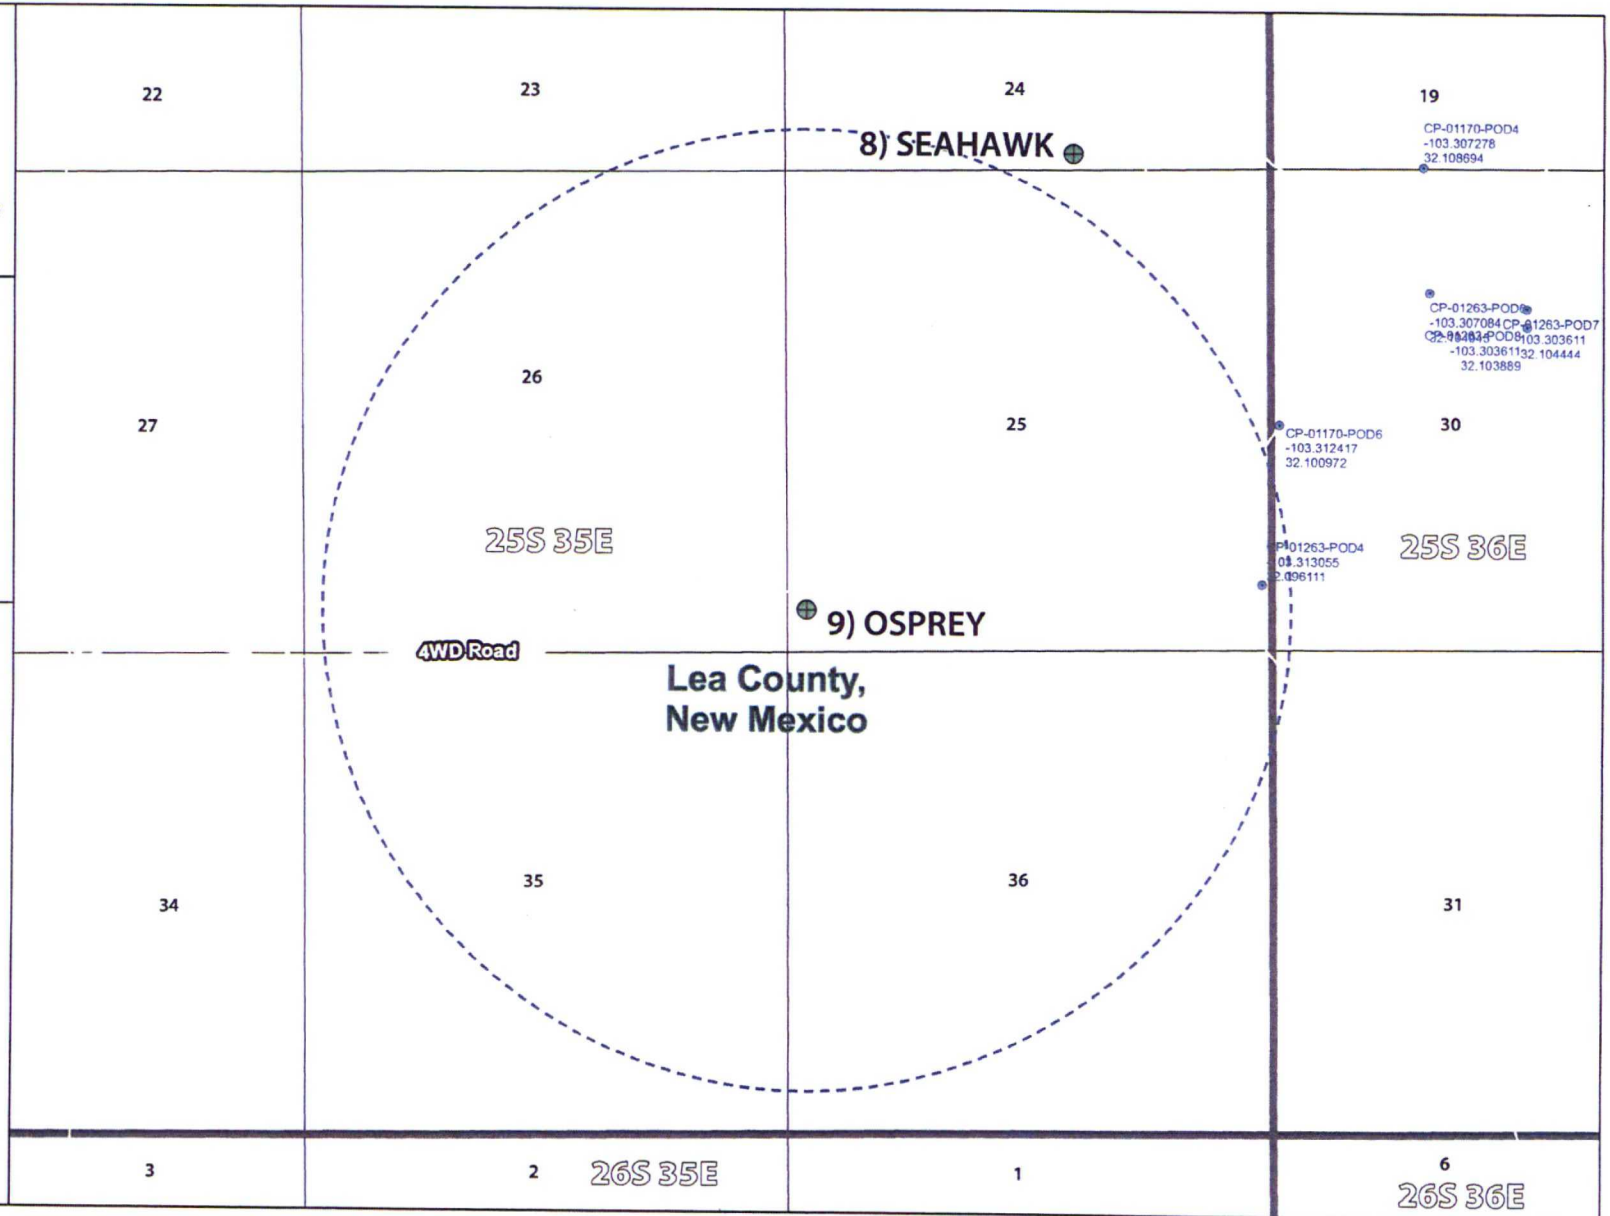 22
23
24
19
8) SEAHAWK
CP-01170-POD4
-103.307278
32.108694
CP-01263-POD7
103.303611
32.104444
-103.307084
-103.303611
32.103889
27
26
25
30
CP-01170-POD6
-103.312417
32.100972
25S 35E
25S 36E
01263-POD4
.313055
.096111
9) OSPREY
4WD Road
Lea County,
New Mexico
34
35
36
31
3
2
26S 35E
1
6
26S 36E